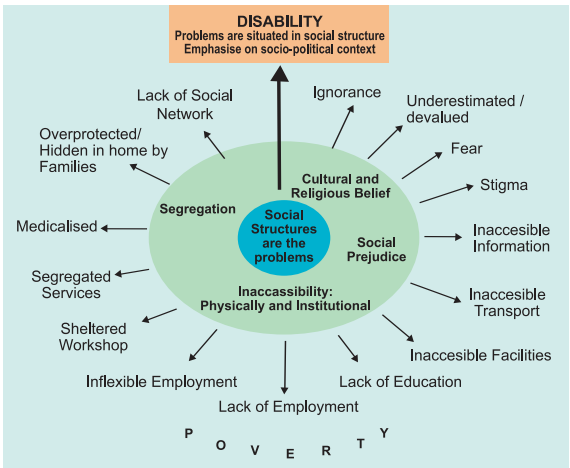 DISABILITY
Problems are situated in social structure
Emphasise on socio-political context
Lack of Social
Network
Ignorance
Underestimated /
devalued
Overprotected/
Hidden in home by
Families
Fear
Cultural and
Religious Belief
Stigma
Segregation
Social
Structures
are the
problems
Medicalised
Social
Prejudice
Inaccesible
Information
Segregated
Services
Inaccassibility:
Physically and Institutional
Inaccesible
Transport
Sheltered
Workshop
Inaccesible Facilities
Inflexible Employment
Lack of Education
Lack of Employment
P O V E R T Y